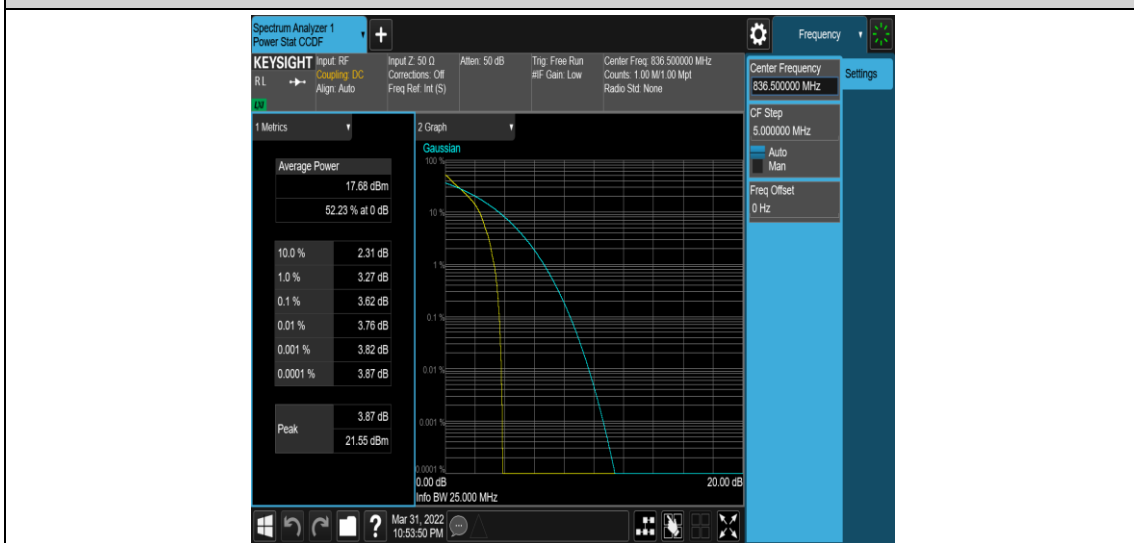 Spectrum Analyzer 1
Power Stat CCDF
Frequency
KEYSIGHT
RL
LXI
Input: RF
Coupling: DC
Align: Auto
Input Z: 50 Ω
Corrections: Off
Freq Ref: Int (S)
Atten: 50 dB
Trig: Free Run
#IF Gain: Low
Center Freq: 836.500000 MHz
Counts: 1.00 M/1.00 Mpt
Radio Std: None
Center Frequency
836.500000 MHz
Settings
CF Step
5.000000 MHz
Auto
Man
Freq Offset
0 Hz
1 Metrics
Average Power
17.68 dBm
52.23 % at 0 dB
10.0 % 2.31 dB
1.0 % 3.27 dB
0.1 % 3.62 dB
0.01 % 3.76 dB
0.001 % 3.82 dB
0.0001 % 3.87 dB
Peak
3.87 dB
21.55 dBm
2 Graph
Gaussian
100 %
10 %
1 %
0.1 %
0.01 %
0.001 %
0.0001 %
0.00 dB 20.00 dB
Info BW 25.000 MHz
?
Mar 31, 2022
10:53:50 PM